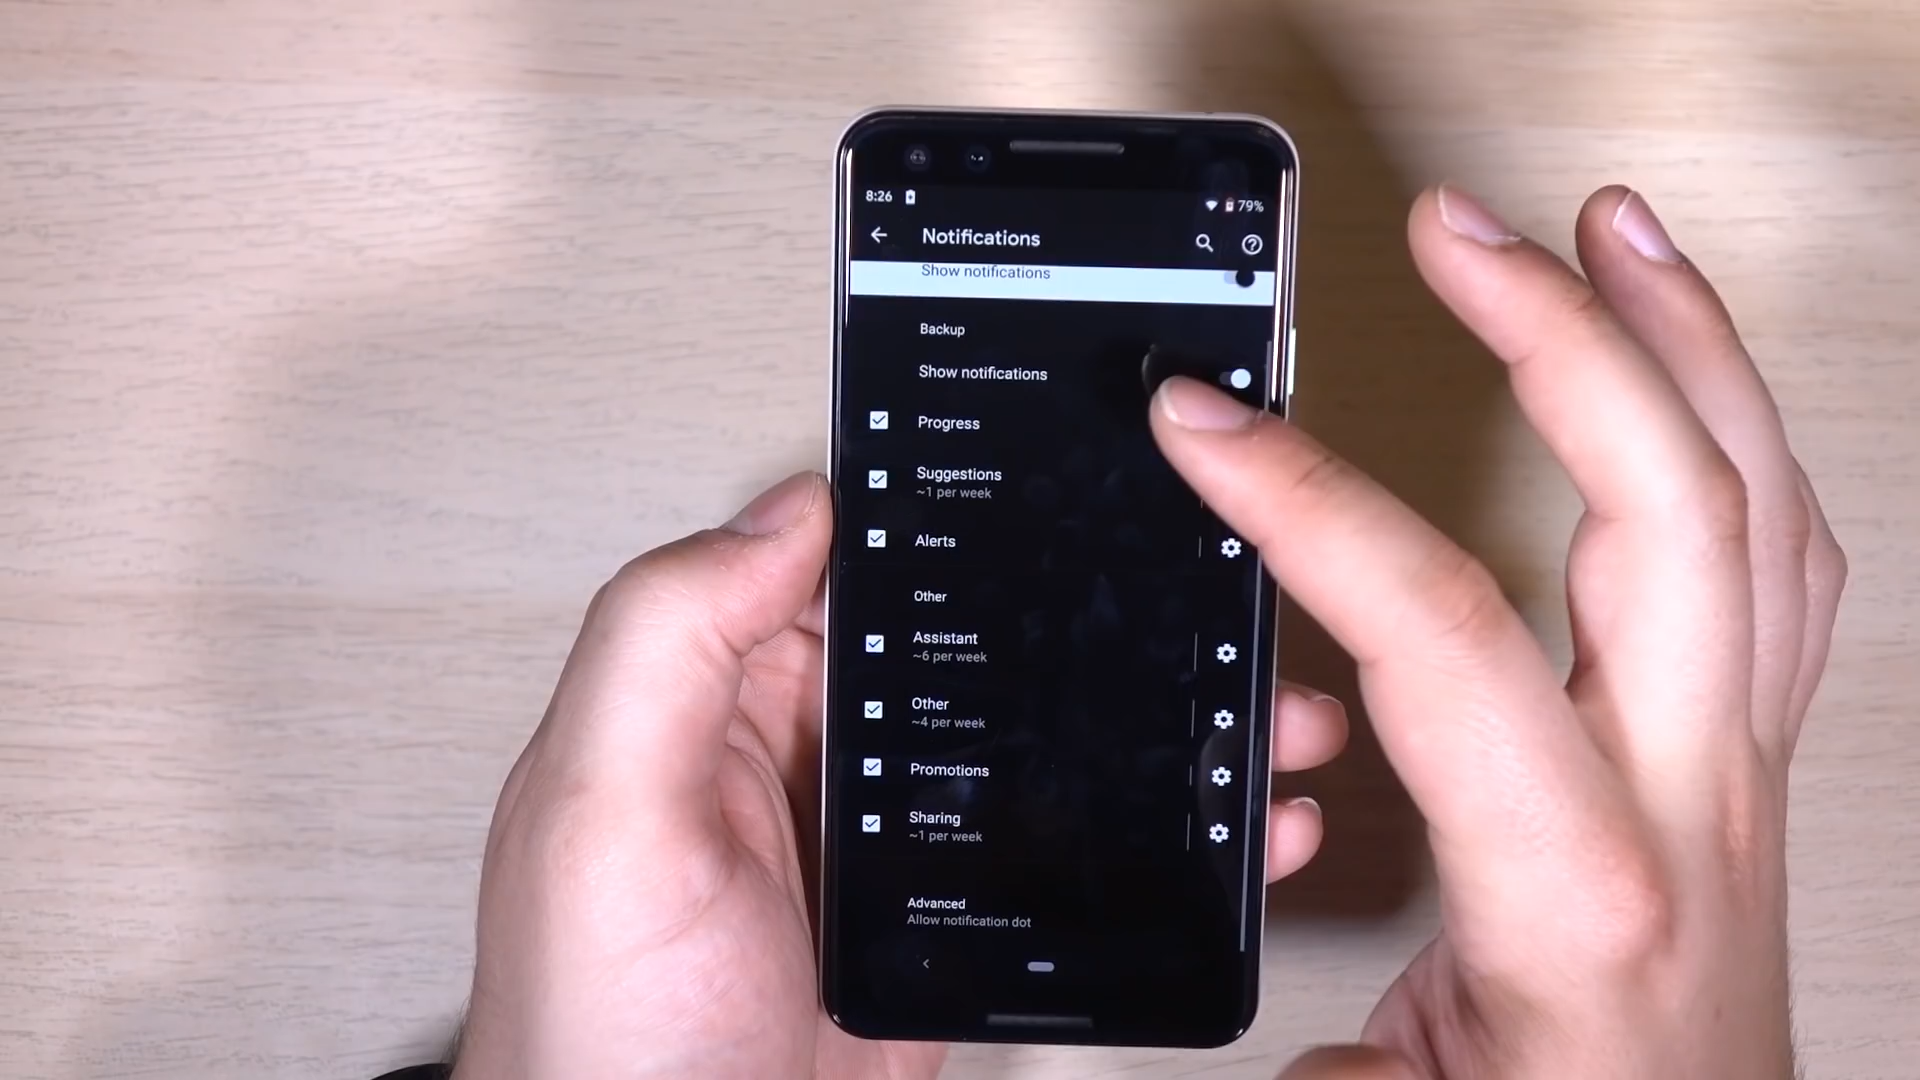 8:26
79%
Notifications
Show notifications
Backup
Show notifications
Progress
Suggestions
~1 per week
Alerts
Other
Assistant
~6 per week
Other
~4 per week
Promotions
Sharing
~1 per week
Advanced
Allow notification dot